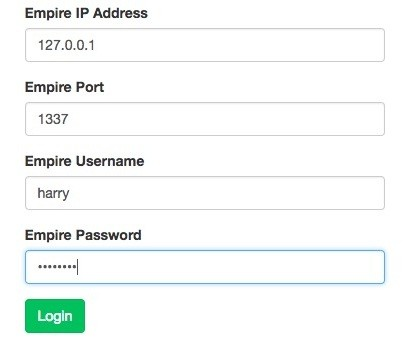 Empire IP Address
127.0.0.1
Empire Port
1337
Empire Username
harry
Empire Password
••••••••
Login